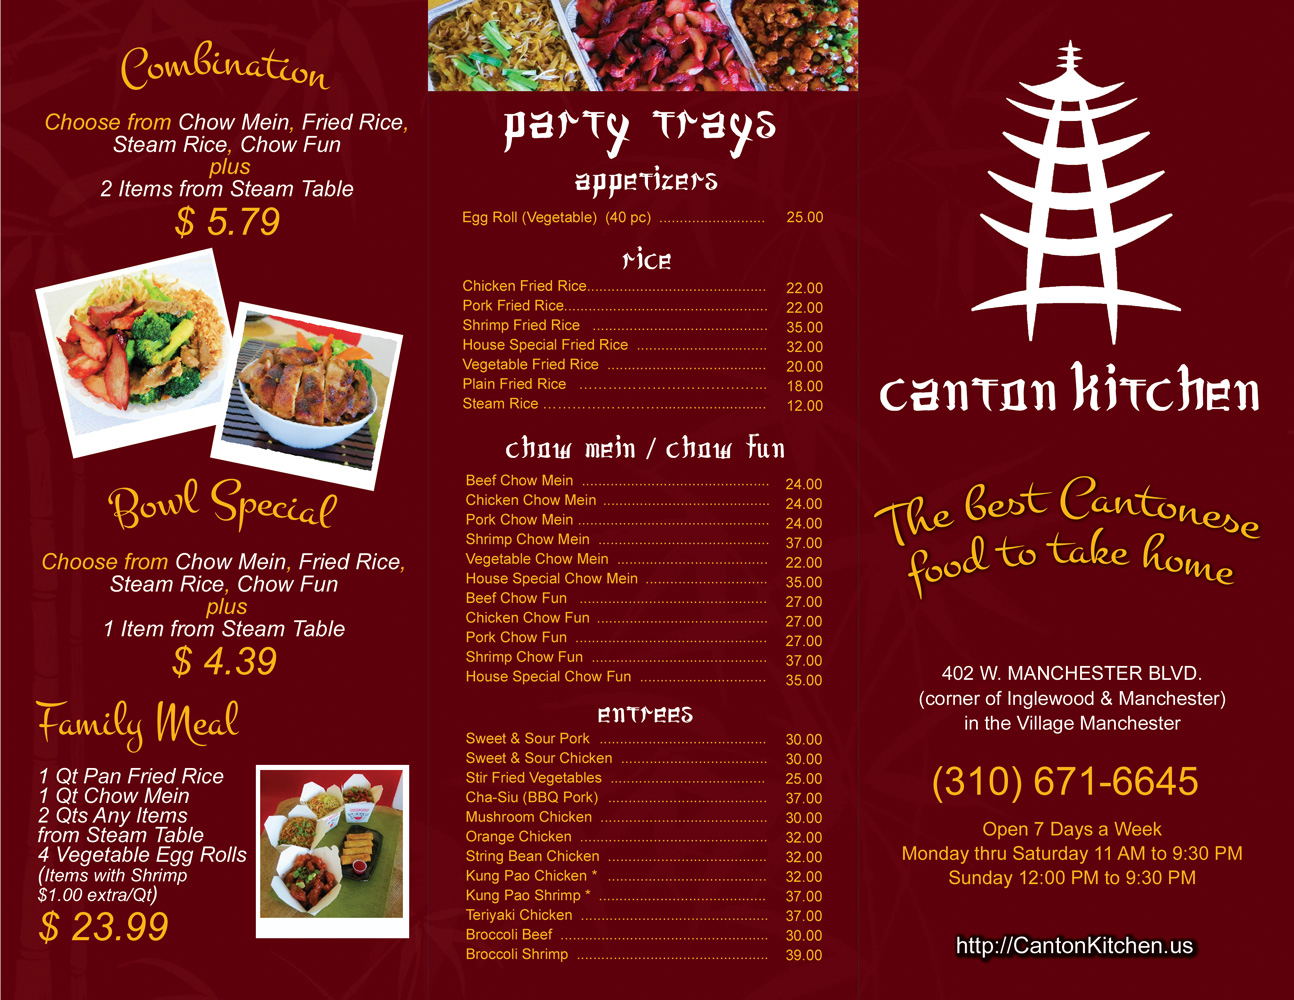 Combination
Choose from Chow Mein, Fried Rice,
Steam Rice, Chow Fun
plus
2 Items from Steam Table
$ 5.79
Bowl Special
Choose from Chow Mein, Fried Rice,
Steam Rice, Chow Fun
plus
1 Item from Steam Table
$ 4.39
Family Meal
1 Qt Pan Fried Rice
1 Qt Chow Mein
2 Qts Any Items
from Steam Table
4 Vegetable Egg Rolls
(Items with Shrimp
$1.00 extra/Qt)
$ 23.99
Party Trays
Appetizers
Egg Roll (Vegetable) (40 pc) .......................... 25.00
Rice
Chicken Fried Rice............................................ 22.00
Pork Fried Rice.................................................. 22.00
Shrimp Fried Rice ........................................... 35.00
House Special Fried Rice ................................ 32.00
Vegetable Fried Rice ....................................... 20.00
Plain Fried Rice .............................................. 18.00
Steam Rice ...................................................... 12.00
Chow Mein / Chow Fun
Beef Chow Mein .............................................. 24.00
Chicken Chow Mein .......................................... 24.00
Pork Chow Mein ............................................... 24.00
Shrimp Chow Mein .......................................... 37.00
Vegetable Chow Mein ...................................... 22.00
House Special Chow Mein .............................. 35.00
Beef Chow Fun .............................................. 27.00
Chicken Chow Fun .......................................... 27.00
Pork Chow Fun ............................................... 27.00
Shrimp Chow Fun ........................................... 37.00
House Special Chow Fun ............................... 35.00
Entrees
Sweet & Sour Pork ......................................... 30.00
Sweet & Sour Chicken .................................... 30.00
Stir Fried Vegetables ...................................... 25.00
Cha-Siu (BBQ Pork) ....................................... 37.00
Mushroom Chicken ......................................... 30.00
Orange Chicken .............................................. 32.00
String Bean Chicken ....................................... 32.00
Kung Pao Chicken * ....................................... 32.00
Kung Pao Shrimp * ......................................... 37.00
Teriyaki Chicken .............................................. 37.00
Broccoli Beef ................................................... 30.00
Broccoli Shrimp ............................................... 39.00
Canton Kitchen
The best Cantonese
food to take home
402 W. MANCHESTER BLVD.
(corner of Inglewood & Manchester)
in the Village Manchester
(310) 671-6645
Open 7 Days a Week
Monday thru Saturday 11 AM to 9:30 PM
Sunday 12:00 PM to 9:30 PM
http://CantonKitchen.us